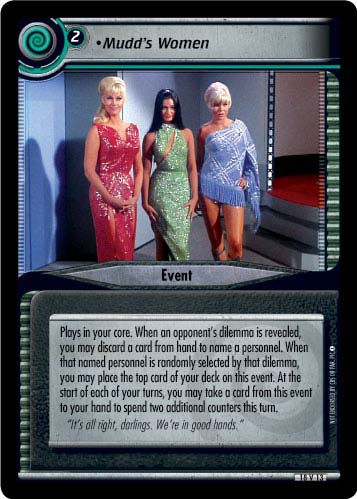 2
•Mudd's Women
Event
Plays in your core. When an opponent's dilemma is revealed,
you may discard a card from hand to name a personnel. When
that named personnel is randomly selected by that dilemma,
you may place the top card of your deck on this event. At the
start of each of your turns, you may take a card from this event
to your hand to spend two additional counters this turn.
"It's all right, darlings. We're in good hands."
18 V 13